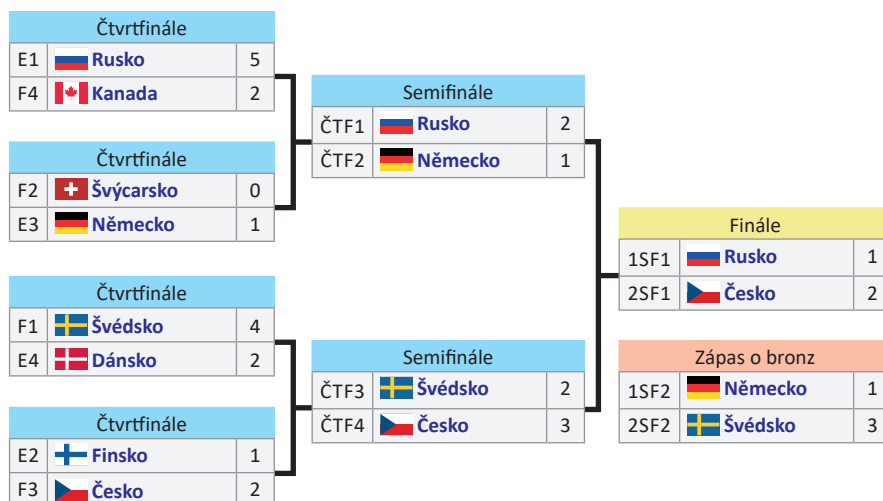 Čtvrtfinále
E1 Rusko 5
F4 Kanada 2
Čtvrtfinále
F2 Švýcarsko 0
E3 Německo 1
Čtvrtfinále
F1 Švédsko 4
E4 Dánsko 2
Čtvrtfinále
E2 Finsko 1
F3 Česko 2
Semifinále
ČTF1 Rusko 2
ČTF2 Německo 1
Semifinále
ČTF3 Švédsko 2
ČTF4 Česko 3
Finále
1SF1 Rusko 1
2SF1 Česko 2
Zápas o bronz
1SF2 Německo 1
2SF2 Švédsko 3